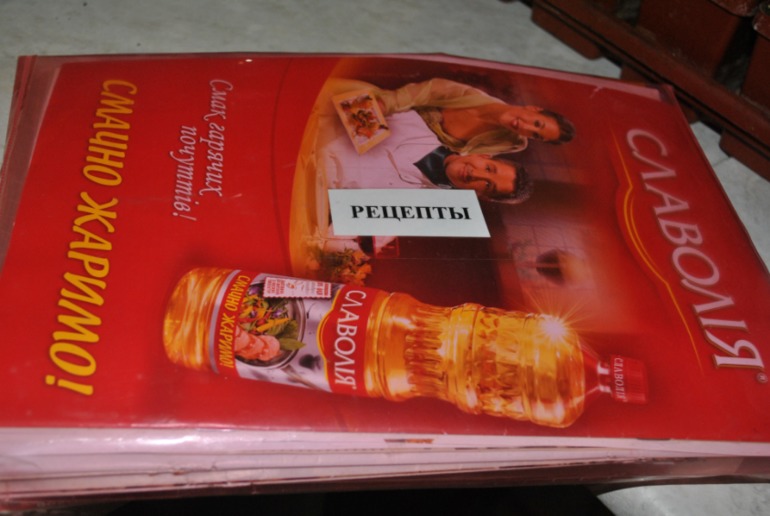 СЛАВОЛІЯ®
РЕЦЕПТЫ
Смак гарячих
почуттів!
СМАЧНО ЖАРИМО!
СЛАВОЛІЯ
СЛАВОЛІЯ
СМАЧНО ЖАРИМО!